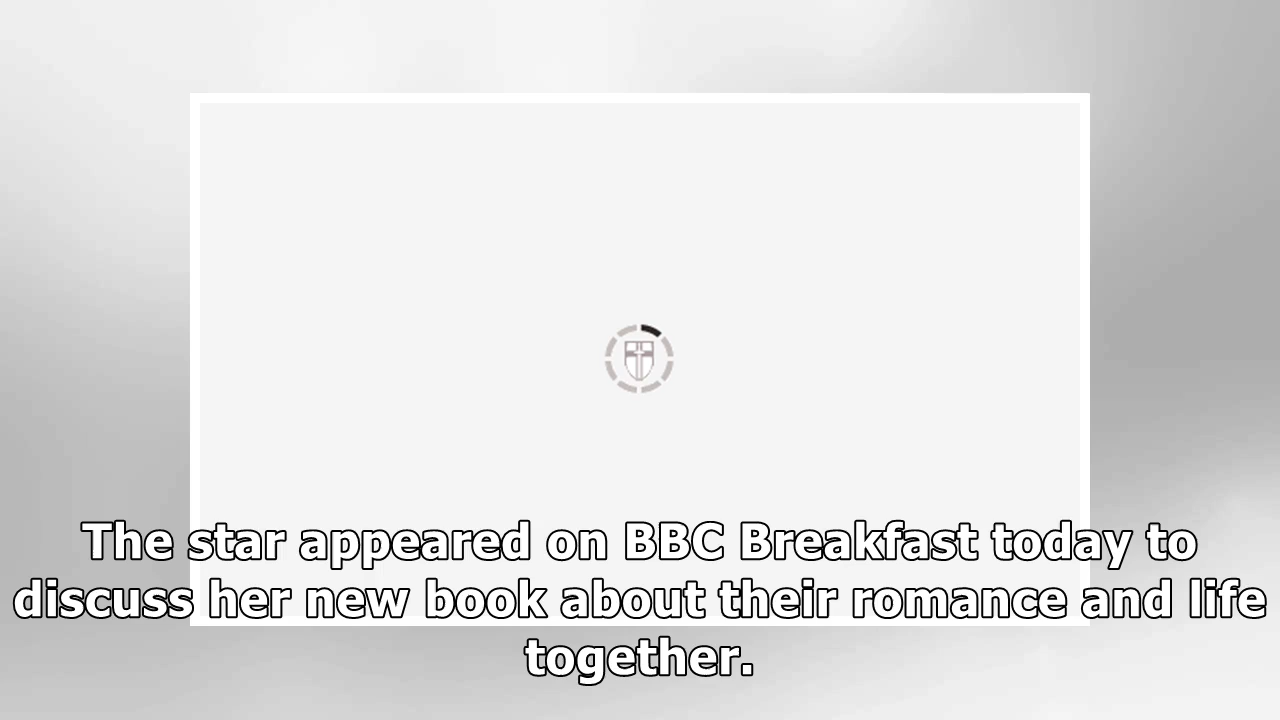 The star appeared on BBC Breakfast today to
discuss her new book about their romance and life
together.